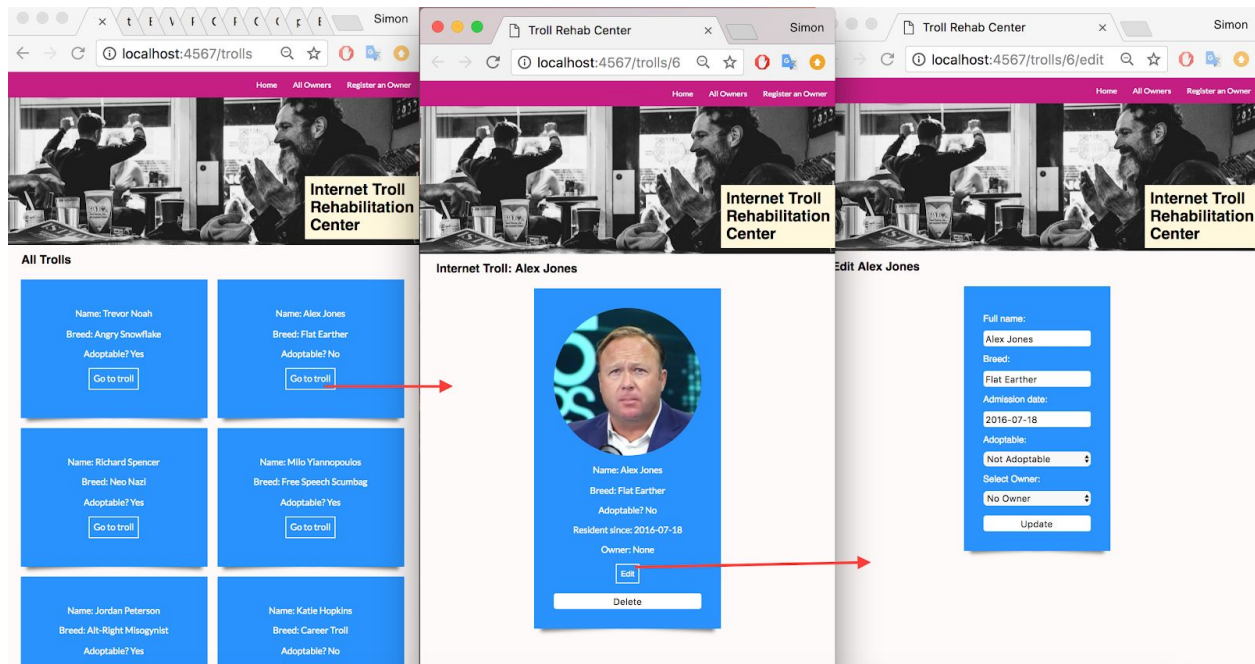 Simon
localhost:4567/trolls
Home All Owners Register an Owner
Internet Troll
Rehabilitation
Center
All Trolls
Name: Trevor Noah
Breed: Angry Snowflake
Adoptable? Yes
Go to troll
Name: Alex Jones
Breed: Flat Earther
Adoptable? No
Go to troll
Name: Richard Spencer
Breed: Neo Nazi
Adoptable? Yes
Go to troll
Name: Milo Yiannopoulos
Breed: Free Speech Scumbag
Adoptable? Yes
Go to troll
Name: Jordan Peterson
Breed: Alt-Right Misogynist
Adoptable? Yes
Name: Katie Hopkins
Breed: Career Troll
Adoptable? No
Troll Rehab Center
Simon
localhost:4567/trolls/6
Home All Owners Register an Owner
Internet Troll
Rehabilitation
Center
Internet Troll: Alex Jones
Name: Alex Jones
Breed: Flat Earther
Adoptable? No
Resident since: 2016-07-18
Owner: None
Edit
Delete
Troll Rehab Center
Simon
localhost:4567/trolls/6/edit
Home All Owners Register an Owner
Internet Troll
Rehabilitation
Center
Edit Alex Jones
Full name:
Alex Jones
Breed:
Flat Earther
Admission date:
2016-07-18
Adoptable:
Not Adoptable
Select Owner:
No Owner
Update